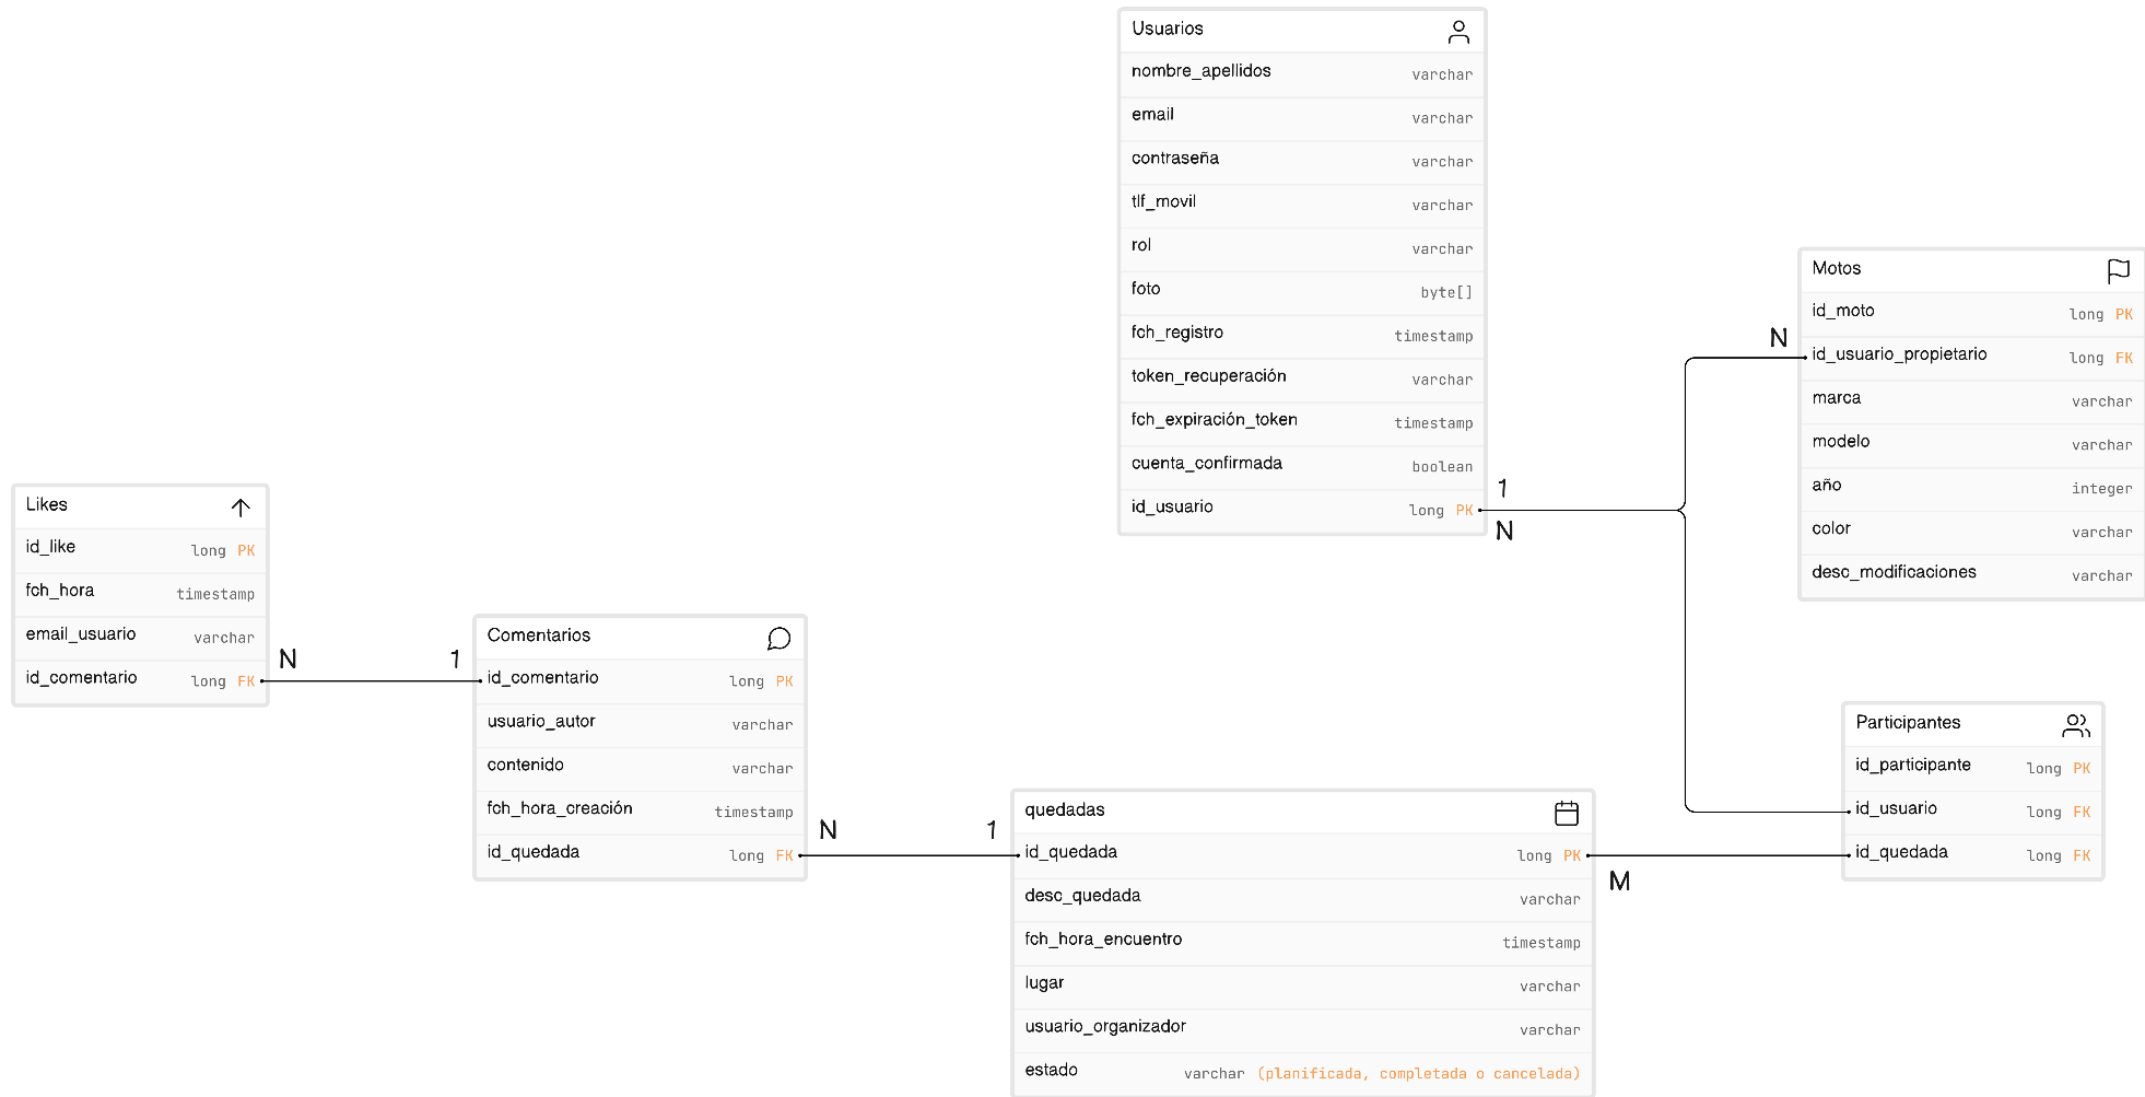 Usuarios
nombre_apellidos varchar
email varchar
contraseña varchar
tlf_movil varchar
rol varchar
foto byte[]
fch_registro timestamp
token_recuperación varchar
fch_expiración_token timestamp
cuenta_confirmada boolean
id_usuario long PK
1
N
Motos
id_moto long PK
N
id_usuario_propietario long FK
marca varchar
modelo varchar
año integer
color varchar
desc_modificaciones varchar
Likes
id_like long PK
fch_hora timestamp
email_usuario varchar
id_comentario long FK
N
1
Comentarios
id_comentario long PK
usuario_autor varchar
contenido varchar
fch_hora_creación timestamp
id_quedada long FK
N
1
quedadas
id_quedada long PK
desc_quedada varchar
fch_hora_encuentro timestamp
lugar varchar
usuario_organizador varchar
estado varchar (planificada, completada o cancelada)
M
Participantes
id_participante long PK
id_usuario long FK
id_quedada long FK